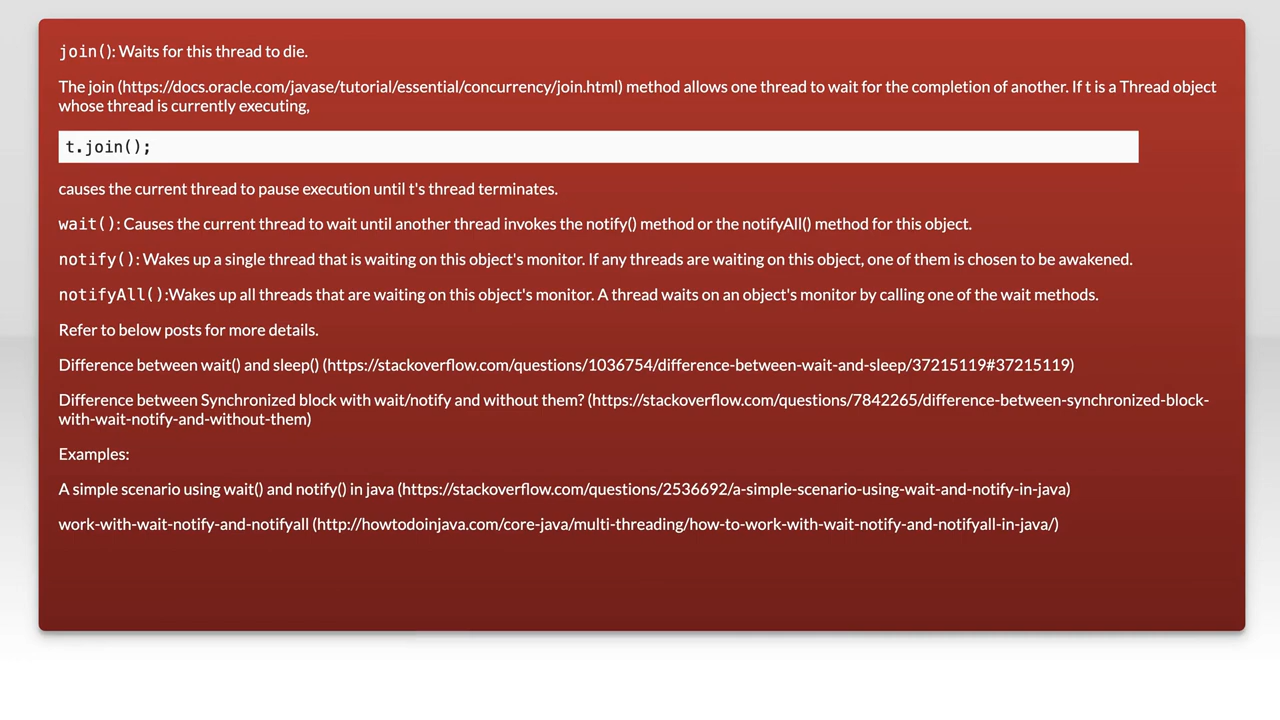 join(): Waits for this thread to die.
The join (https://docs.oracle.com/javase/tutorial/essential/concurrency/join.html) method allows one thread to wait for the completion of another. If t is a Thread object
whose thread is currently executing,
t.join();
causes the current thread to pause execution until t's thread terminates.
wait(): Causes the current thread to wait until another thread invokes the notify() method or the notifyAll() method for this object.
notify(): Wakes up a single thread that is waiting on this object's monitor. If any threads are waiting on this object, one of them is chosen to be awakened.
notifyAll():Wakes up all threads that are waiting on this object's monitor. A thread waits on an object's monitor by calling one of the wait methods.
Refer to below posts for more details.
Difference between wait() and sleep() (https://stackoverflow.com/questions/1036754/difference-between-wait-and-sleep/37215119#37215119)
Difference between Synchronized block with wait/notify and without them? (https://stackoverflow.com/questions/7842265/difference-between-synchronized-block-
with-wait-notify-and-without-them)
Examples:
A simple scenario using wait() and notify() in java (https://stackoverflow.com/questions/2536692/a-simple-scenario-using-wait-and-notify-in-java)
work-with-wait-notify-and-notifyall (http://howtodoinjava.com/core-java/multi-threading/how-to-work-with-wait-notify-and-notifyall-in-java/)